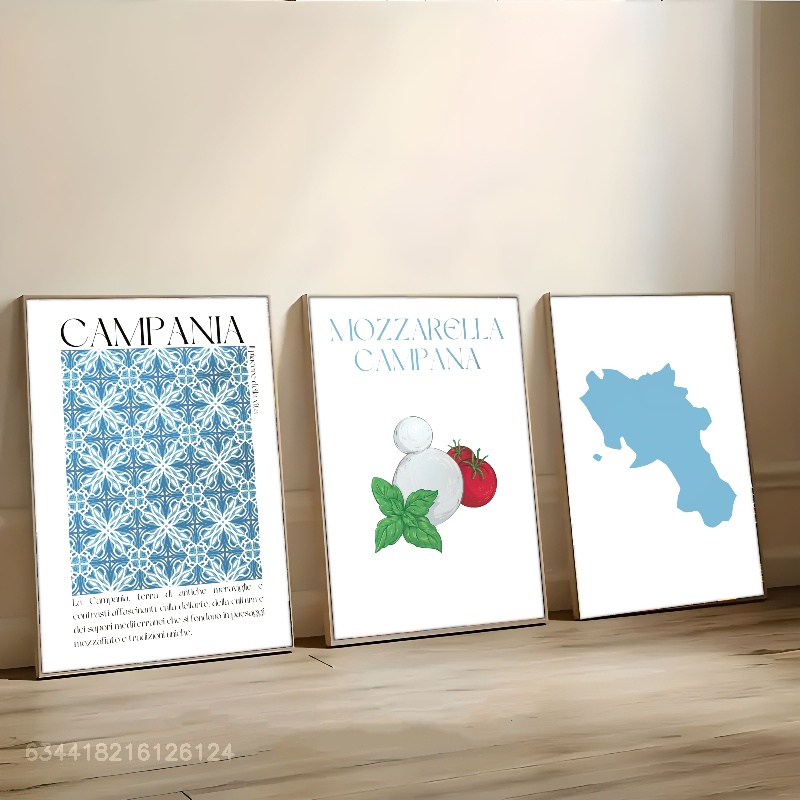 CAMPANIA
La Campania, terra di antiche meraviglie e
contrasti affascinanti, culla dell'arte, della cultura e
dei sapori mediterranei che si fondono in paesaggi
mozzafiato e tradizioni uniche.
MOZZARELLA
CAMPANA
634418216126124